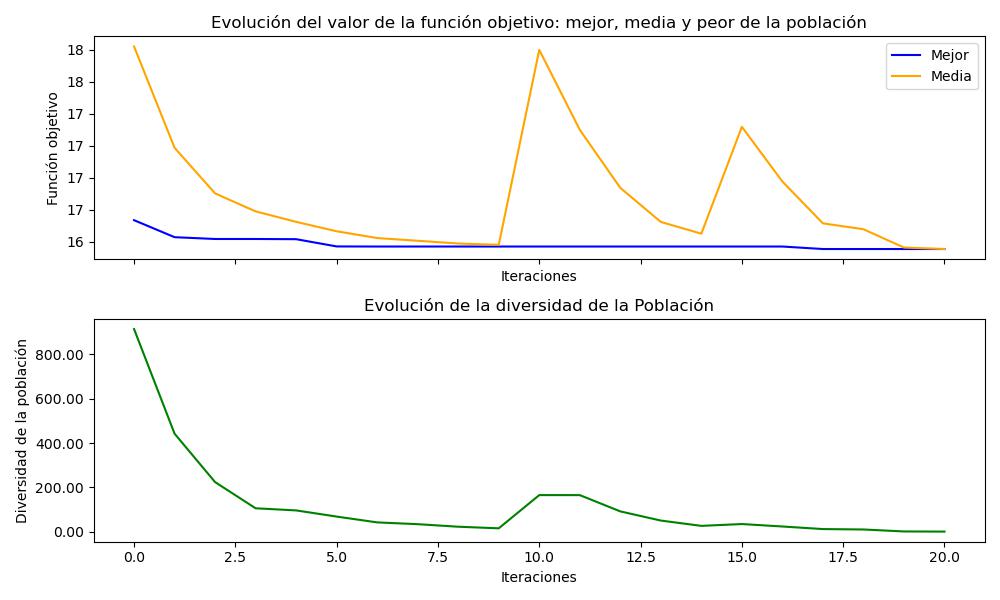 Evolución del valor de la función objetivo: mejor, media y peor de la población
18
18
17
17
17
17
16
Función objetivo
Mejor
Media
Iteraciones
Evolución de la diversidad de la Población
800.00
600.00
400.00
200.00
0.00
Diversidad de la población
0.0 2.5 5.0 7.5 10.0 12.5 15.0 17.5 20.0
Iteraciones